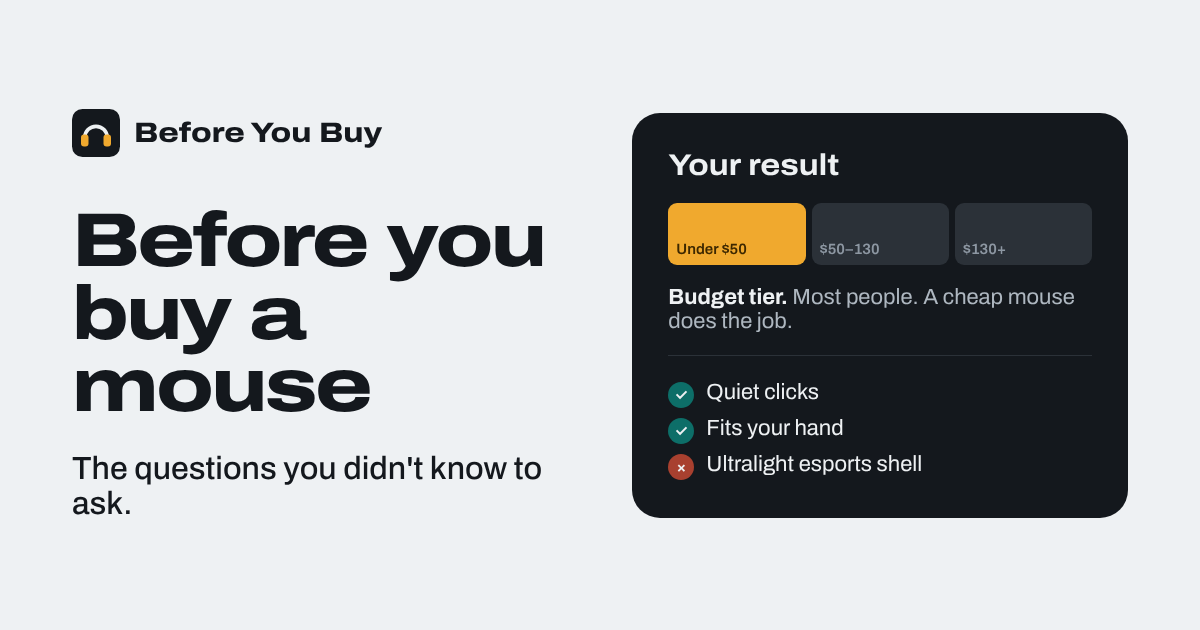 Before You Buy
Before you
buy a
mouse
The questions you didn't know to
ask.
Your result
Under $50
$50–130
$130+
Budget tier. Most people. A cheap mouse
does the job.
Quiet clicks
Fits your hand
Ultralight esports shell